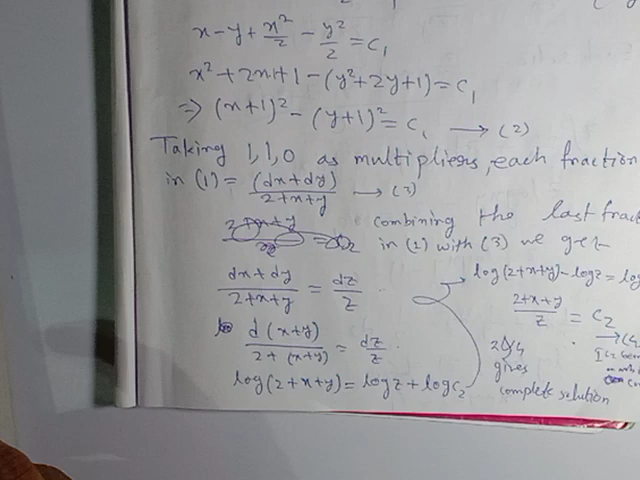 x - y + x²/2 - y²/2 = c₁
x² + 2x + 1 - (y² + 2y + 1) = c₁
⇒ (x+1)² - (y+1)² = c₁ → (2)
Taking 1, 1, 0 as multipliers, each fraction
in (1) = (dx+dy)/(2+x+y) → (3)
combining the last frac
in (1) with (3) we get
(dx+dy)/(2+x+y) = dz/z
log(2+x+y) - log z = log
d(x+y)/(2+(x+y)) = dz/z
(2+x+y)/z = c₂
log(2+x+y) = log z + log c₂
2 & 4
gives
complete solution